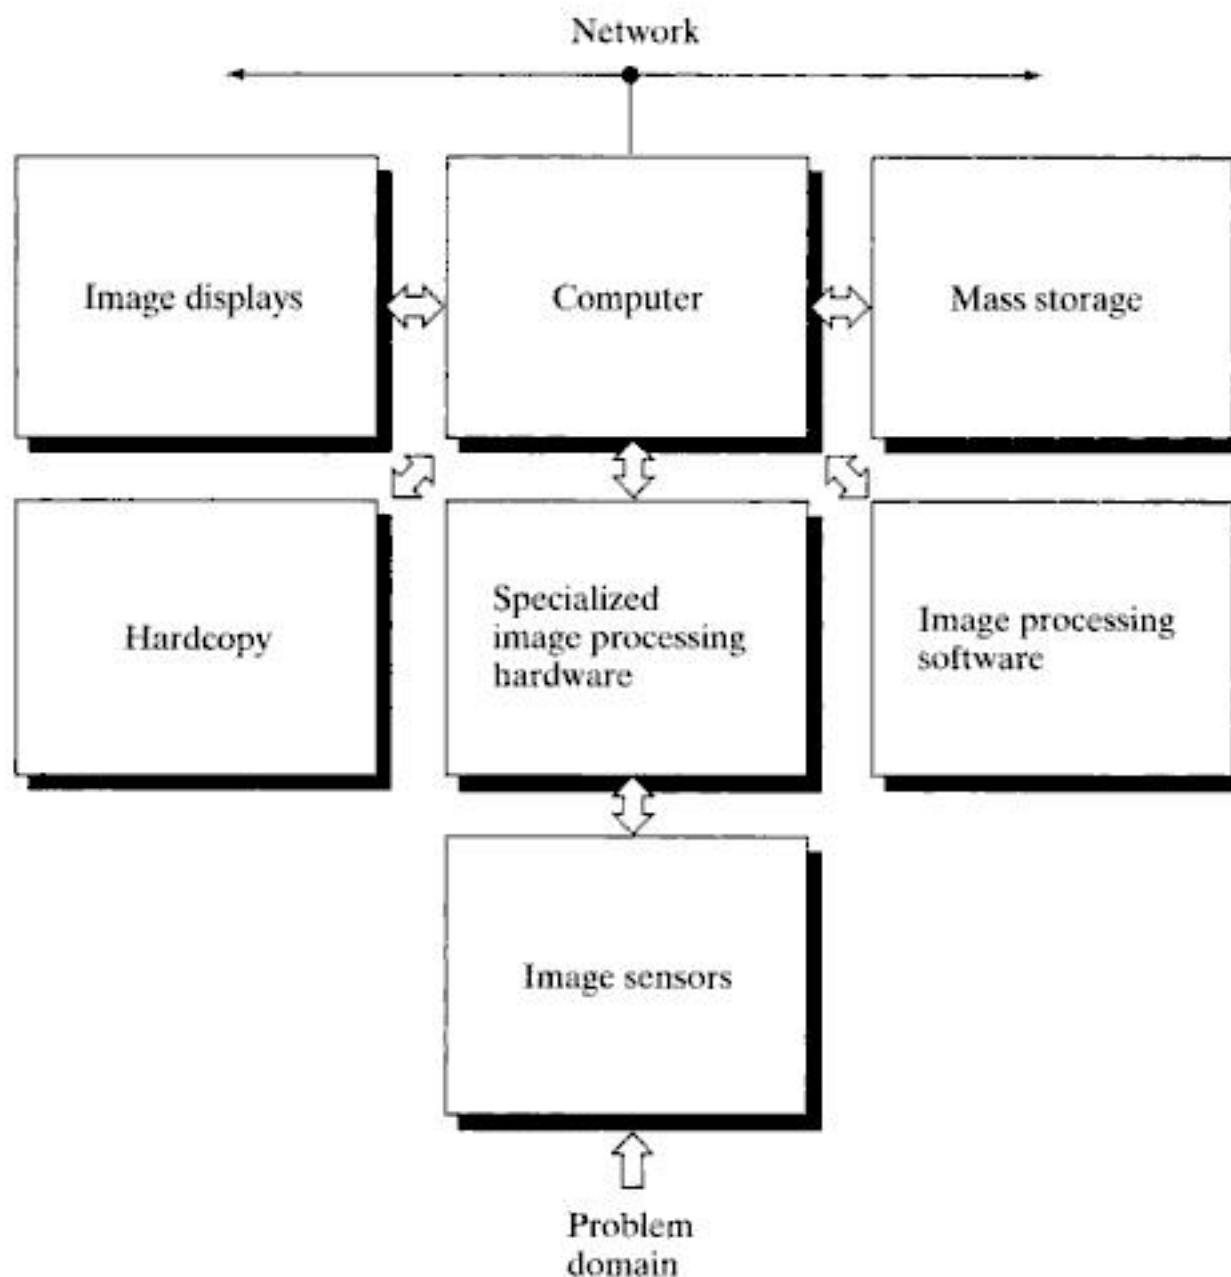 Network
Image displays
Computer
Mass storage
Hardcopy
Specialized
image processing
hardware
Image processing
software
Image sensors
Problem
domain